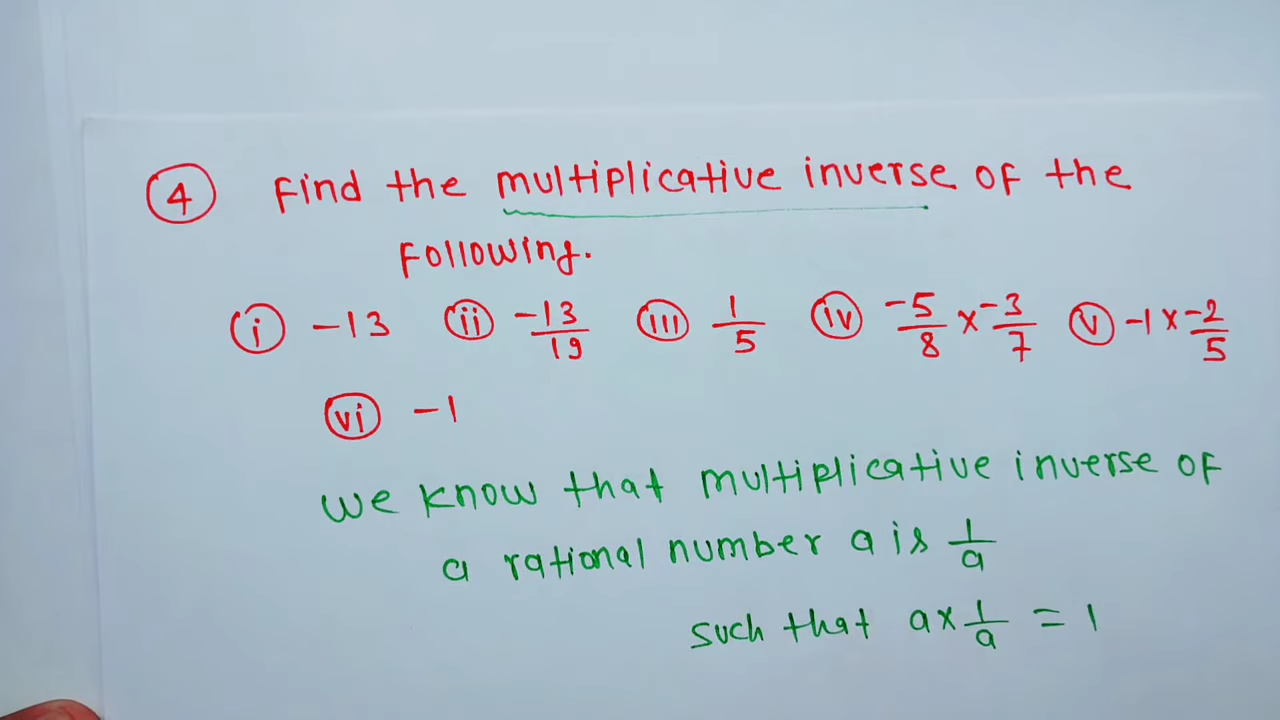 ④ Find the multiplicative inverse of the
Following.
ⓘ -13 ⓘⓘ -13/19 ⓘⓘⓘ 1/5 ⓘⓥ -5/8 × -3/7 ⓥ -1 × -2/5
ⓥⓘ -1
We know that multiplicative inverse of
a rational number a is 1/a
such that a × 1/a = 1